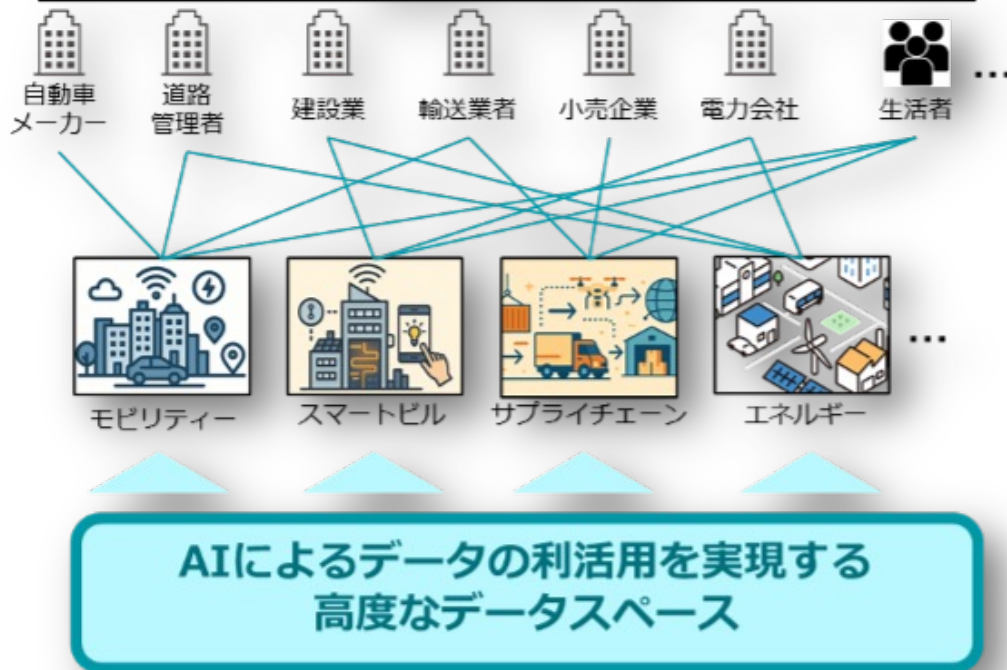 自動車
メーカー
道路
管理者
建設業
輸送業者
小売企業
電力会社
生活者
…
モビリティー
スマートビル
サプライチェーン
エネルギー
…
AIによるデータの利活用を実現する
高度なデータスペース